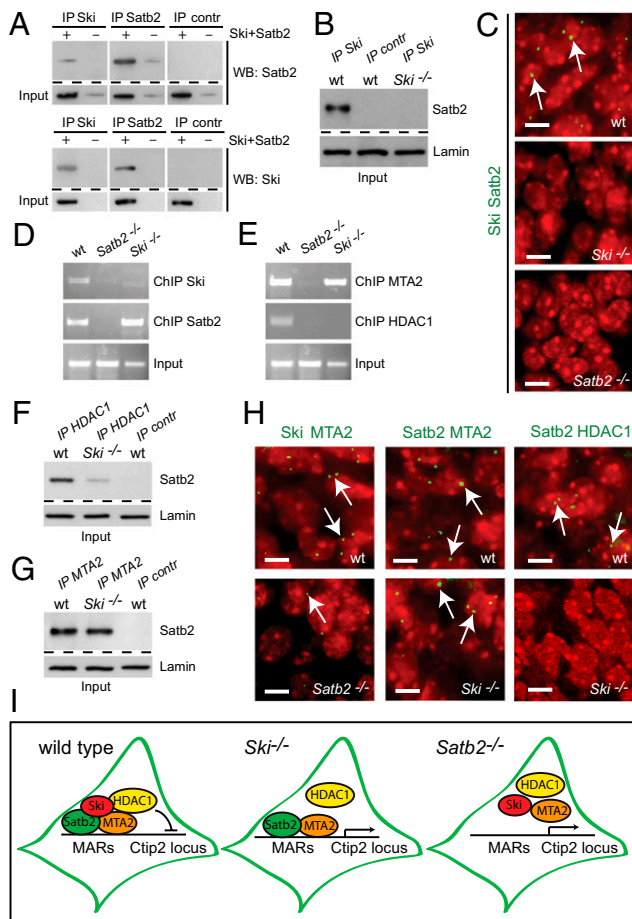 A
IP Ski IP Satb2 IP contr
+ − + − + − Ski+Satb2
WB: Satb2
Input
IP Ski IP Satb2 IP contr
+ − + − + − Ski+Satb2
WB: Ski
Input
B
IP Ski IP contr IP Ski
wt wt Ski -/-
Satb2
Lamin
Input
C
Ski Satb2
wt
Ski -/-
Satb2 -/-
D
wt Satb2 -/- Ski -/-
ChIP Ski
ChIP Satb2
Input
E
wt Satb2 -/- Ski -/-
ChIP MTA2
ChIP HDAC1
Input
F
IP HDAC1 IP HDAC1 IP contr
wt Ski -/- wt
Satb2
Lamin
Input
G
IP MTA2 IP MTA2 IP contr
wt Ski -/- wt
Satb2
Lamin
Input
H
Ski MTA2 Satb2 MTA2 Satb2 HDAC1
wt wt wt
Satb2 -/- Ski -/- Ski -/-
I
wild type Ski-/- Satb2-/-
HDAC1 HDAC1 HDAC1
Ski Ski
Satb2 MTA2 Satb2 MTA2 MTA2
MARs Ctip2 locus MARs Ctip2 locus MARs Ctip2 locus